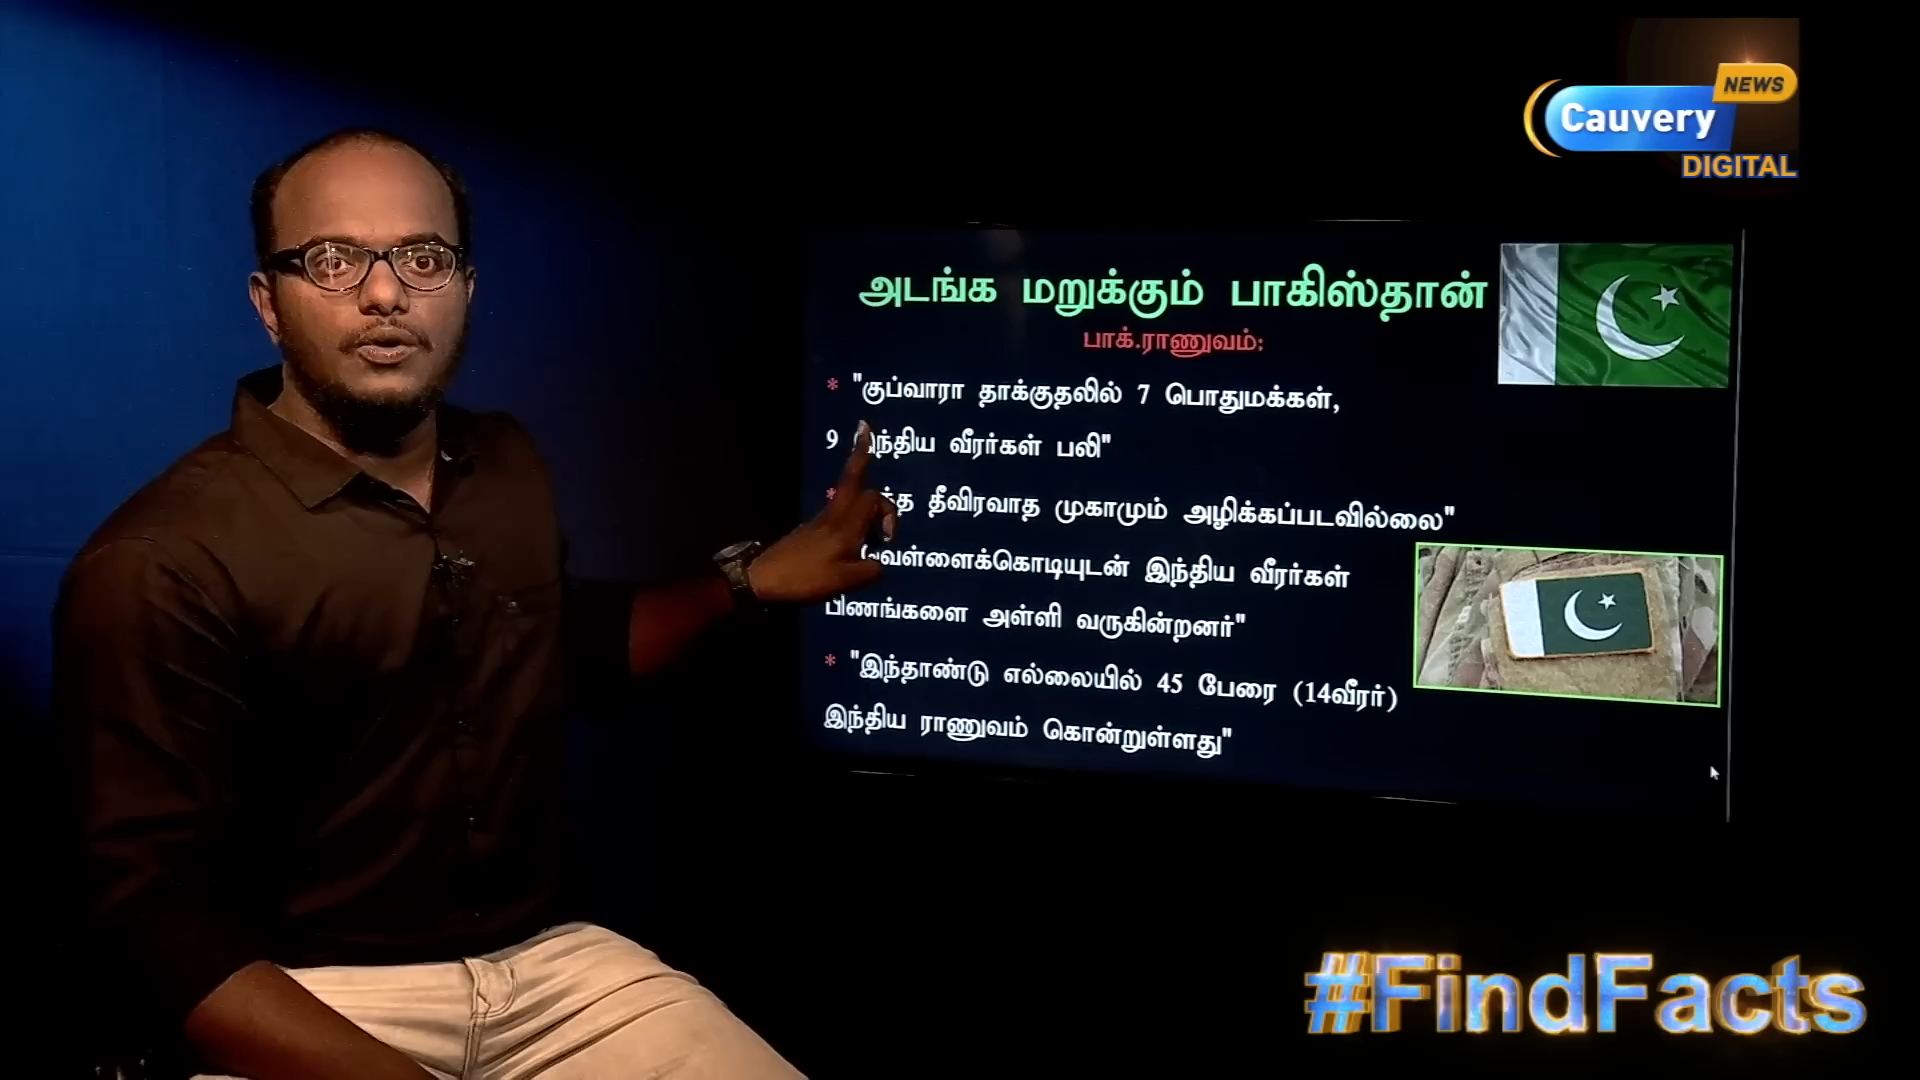 NEWS
Cauvery
DIGITAL
அடங்க மறுக்கும் பாகிஸ்தான்
பாக்.ராணுவம்:
* "குப்வாரா தாக்குதலில் 7 பொதுமக்கள்,
9 இந்திய வீரர்கள் பலி"
* தீவிரவாத முகாமும் அழிக்கப்படவில்லை"
வெள்ளைக்கொடியுடன் இந்திய வீரர்கள்
பிணங்களை அள்ளி வருகின்றனர்"
* "இந்தாண்டு எல்லையில் 45 பேரை (14வீரர்)
இந்திய ராணுவம் கொன்றுள்ளது"
#FindFacts